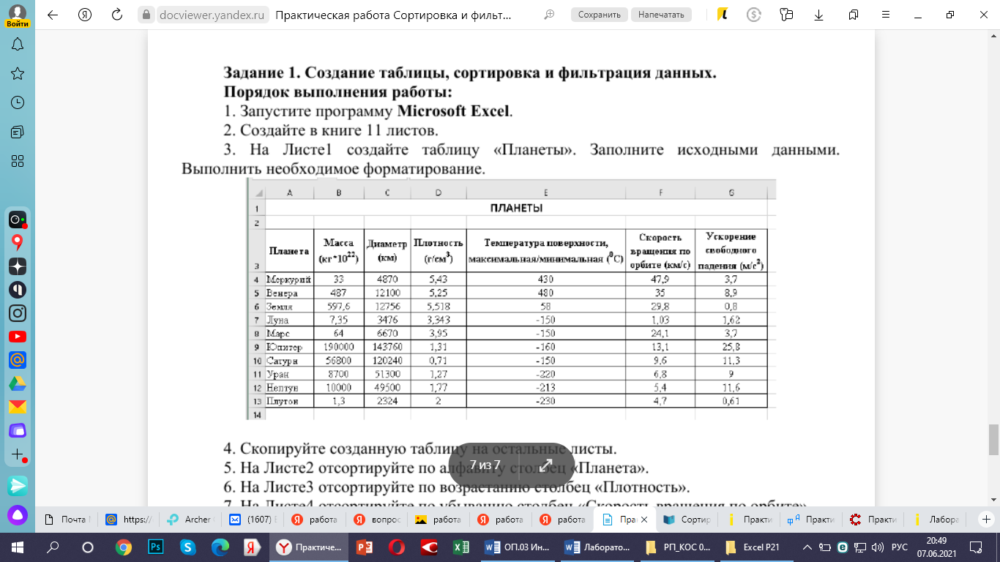 Войти
docviewer.yandex.ru
Практическая работа Сортировка и фильт...
Сохранить
Напечатать
Задание 1. Создание таблицы, сортировка и фильтрация данных.
Порядок выполнения работы:
1. Запустите программу Microsoft Excel.
2. Создайте в книге 11 листов.
3. На Листе1 создайте таблицу «Планеты». Заполните исходными данными.
Выполнить необходимое форматирование.
A B C D E F G
1 ПЛАНЕТЫ
2
3 Планета Масса (кг*10²²) Диаметр (км) Плотность (г/см³) Температура поверхности, максимальная/минимальная (⁰С) Скорость вращения по орбите (км/с) Ускорение свободного падения (м/с²)
4 Меркурий 33 4870 5,43 430 47,9 3,7
5 Венера 487 12100 5,25 480 35 8,9
6 Земля 597,6 12756 5,518 58 29,8 0,8
7 Луна 7,35 3476 3,343 -150 1,03 1,62
8 Марс 64 6670 3,95 -150 24,1 3,7
9 Юпитер 190000 143760 1,31 -160 13,1 25,8
10 Сатурн 56800 120240 0,71 -150 9,6 11,3
11 Уран 8700 51300 1,27 -220 6,8 9
12 Нептун 10000 49500 1,77 -213 5,4 11,6
13 Плутон 1,3 2324 2 -230 4,7 0,61
14
4. Скопируйте созданную таблицу на остальные листы.
5. На Листе2 отсортируйте по алфавиту столбец «Планета».
7 из 7
6. На Листе3 отсортируйте по возрастанию столбец «Плотность».
7. На Листе4 отсортируйте по убыванию столбец «Скорость вращения по орбите»
Почта
https:/
Archer
(1607)
работа
вопрос
работа
работа
работа
Пра
Сортир
Практи
Практи
Практи
Лабора
Практиче...
ОП.03 Ин...
Лаборато...
РП_КОС 0...
Excel P21
РУС
20:49
07.06.2021